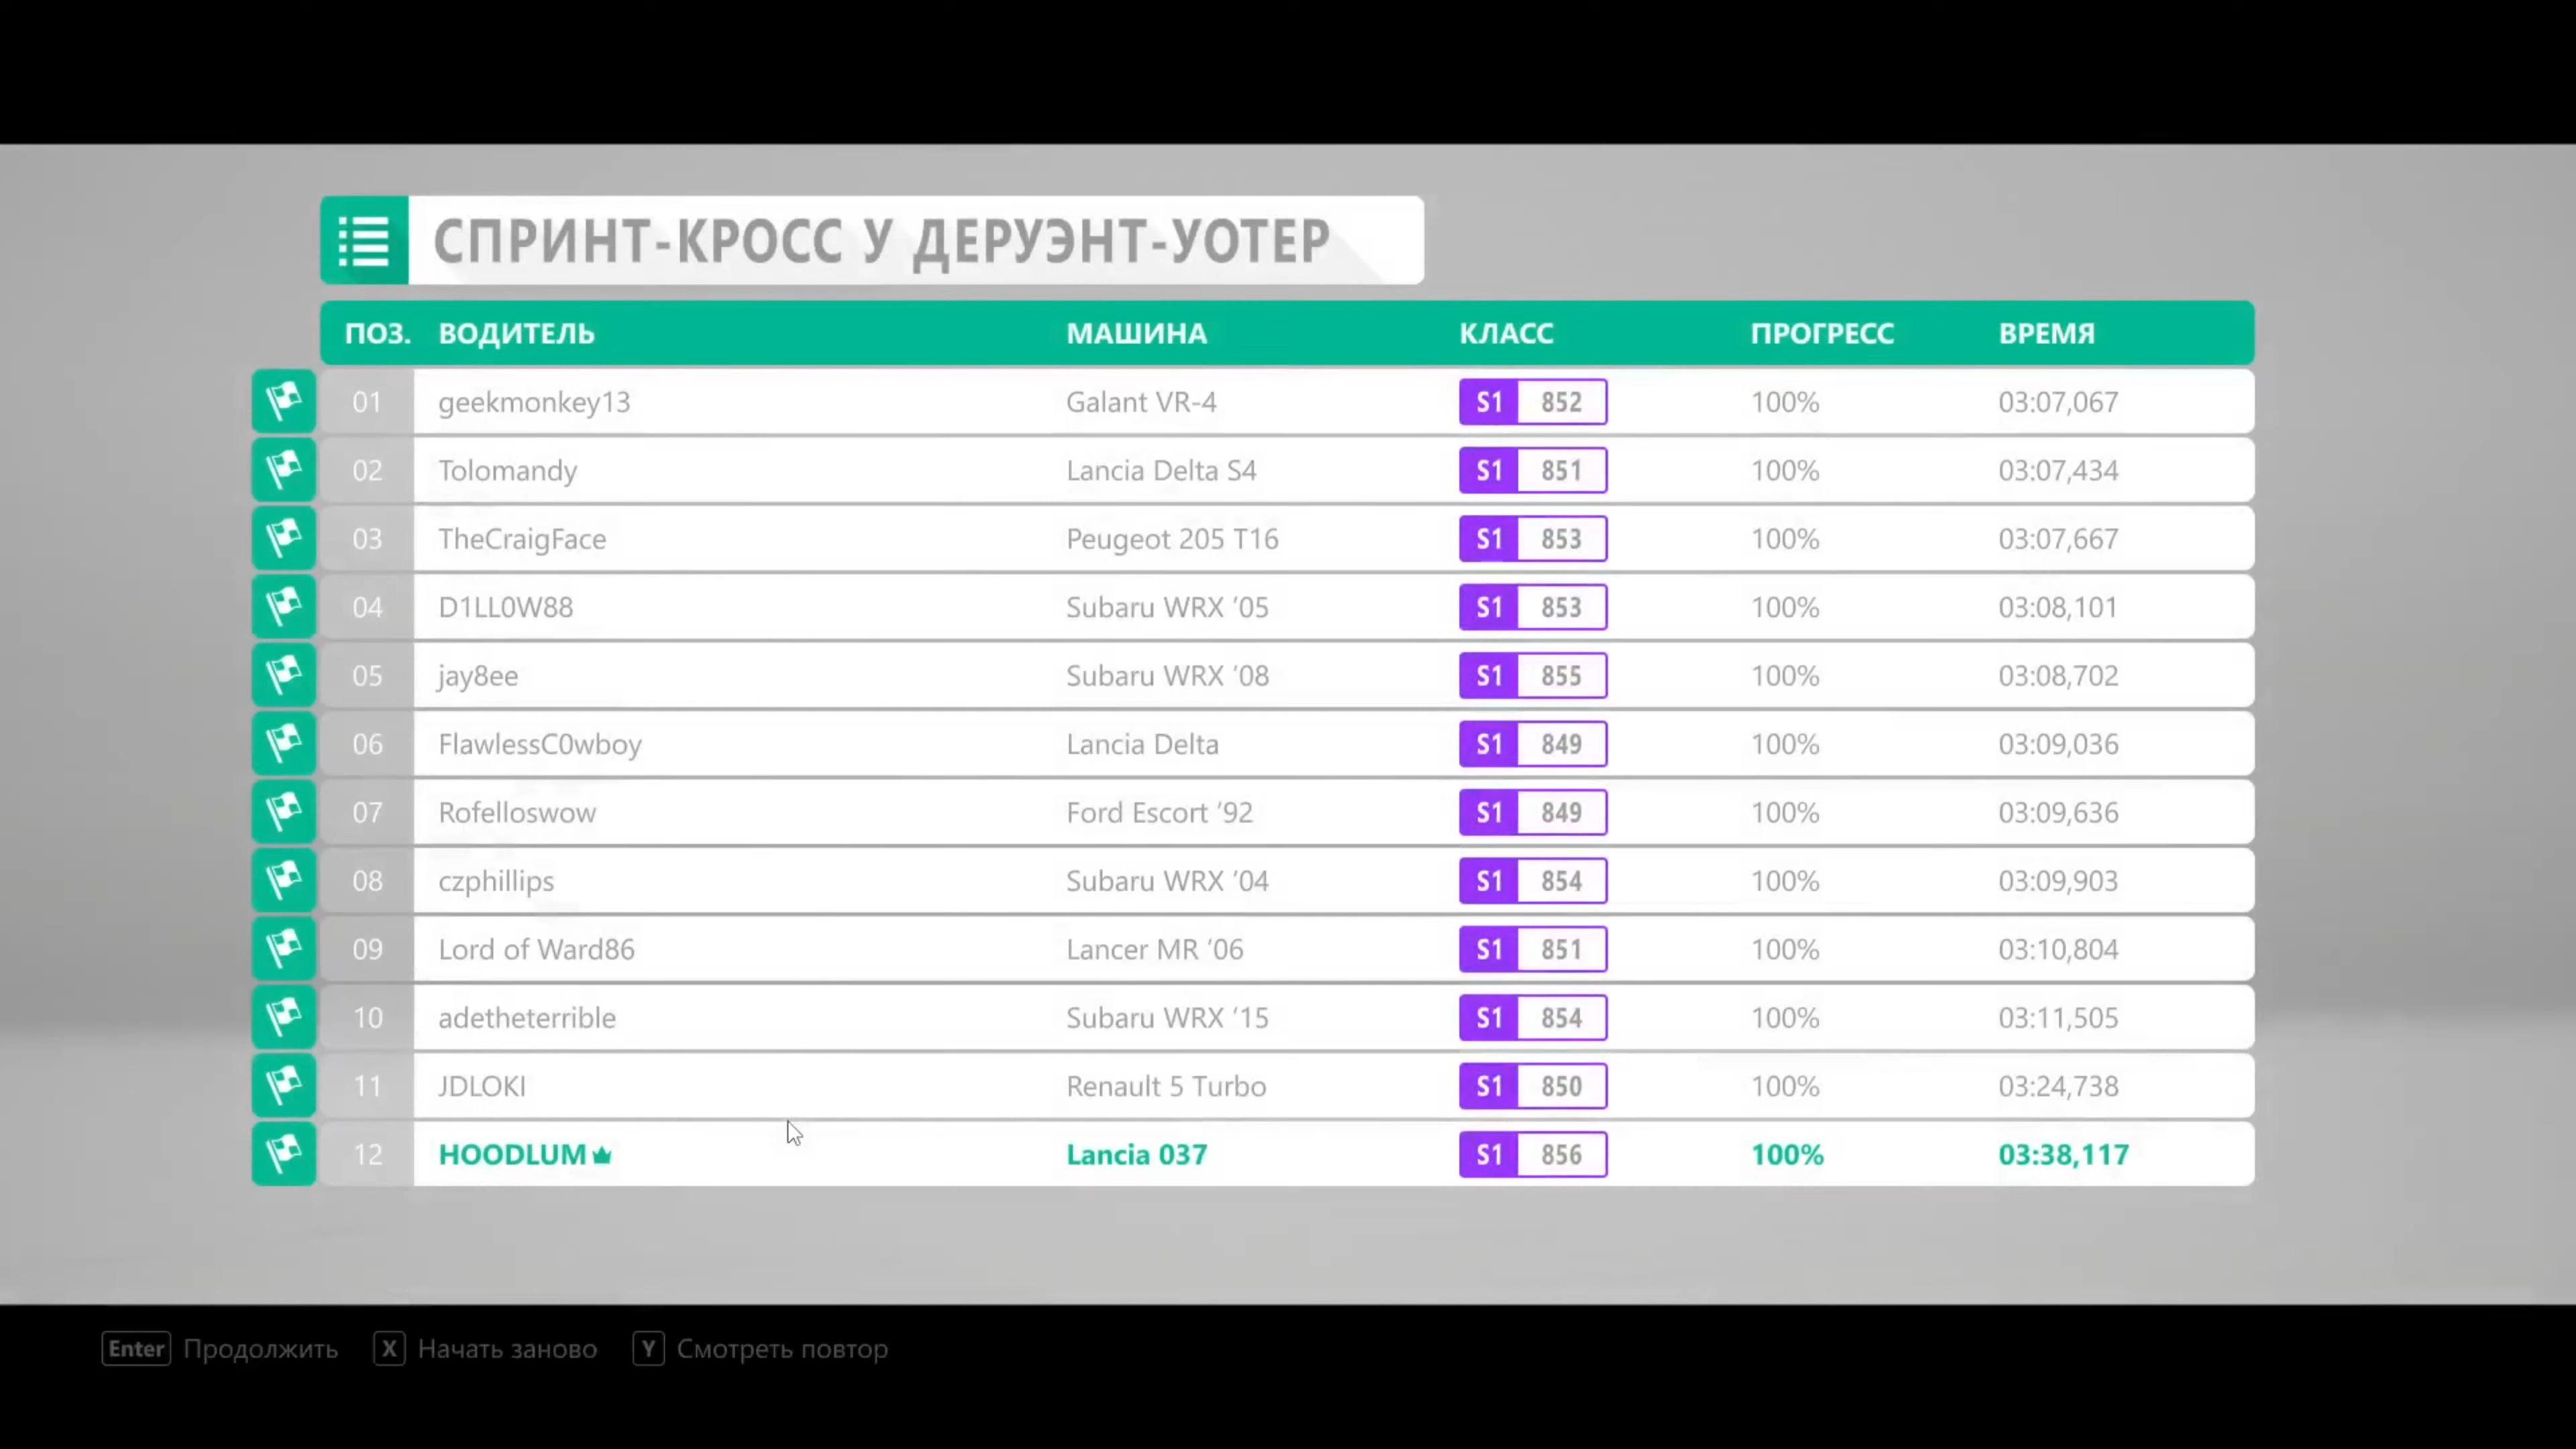 СПРИНТ-КРОСС У ДЕРУЭНТ-УОТЕР
ПОЗ. ВОДИТЕЛЬ МАШИНА КЛАСС ПРОГРЕСС ВРЕМЯ
01 geekmonkey13 Galant VR-4 S1 852 100% 03:07,067
02 Tolomandy Lancia Delta S4 S1 851 100% 03:07,434
03 TheCraigFace Peugeot 205 T16 S1 853 100% 03:07,667
04 D1LL0W88 Subaru WRX '05 S1 853 100% 03:08,101
05 jay8ee Subaru WRX '08 S1 855 100% 03:08,702
06 FlawlessC0wboy Lancia Delta S1 849 100% 03:09,036
07 Rofelloswow Ford Escort '92 S1 849 100% 03:09,636
08 czphillips Subaru WRX '04 S1 854 100% 03:09,903
09 Lord of Ward86 Lancer MR '06 S1 851 100% 03:10,804
10 adetheterrible Subaru WRX '15 S1 854 100% 03:11,505
11 JDLOKI Renault 5 Turbo S1 850 100% 03:24,738
12 HOODLUM Lancia 037 S1 856 100% 03:38,117
Enter Продолжить X Начать заново Y Смотреть повтор